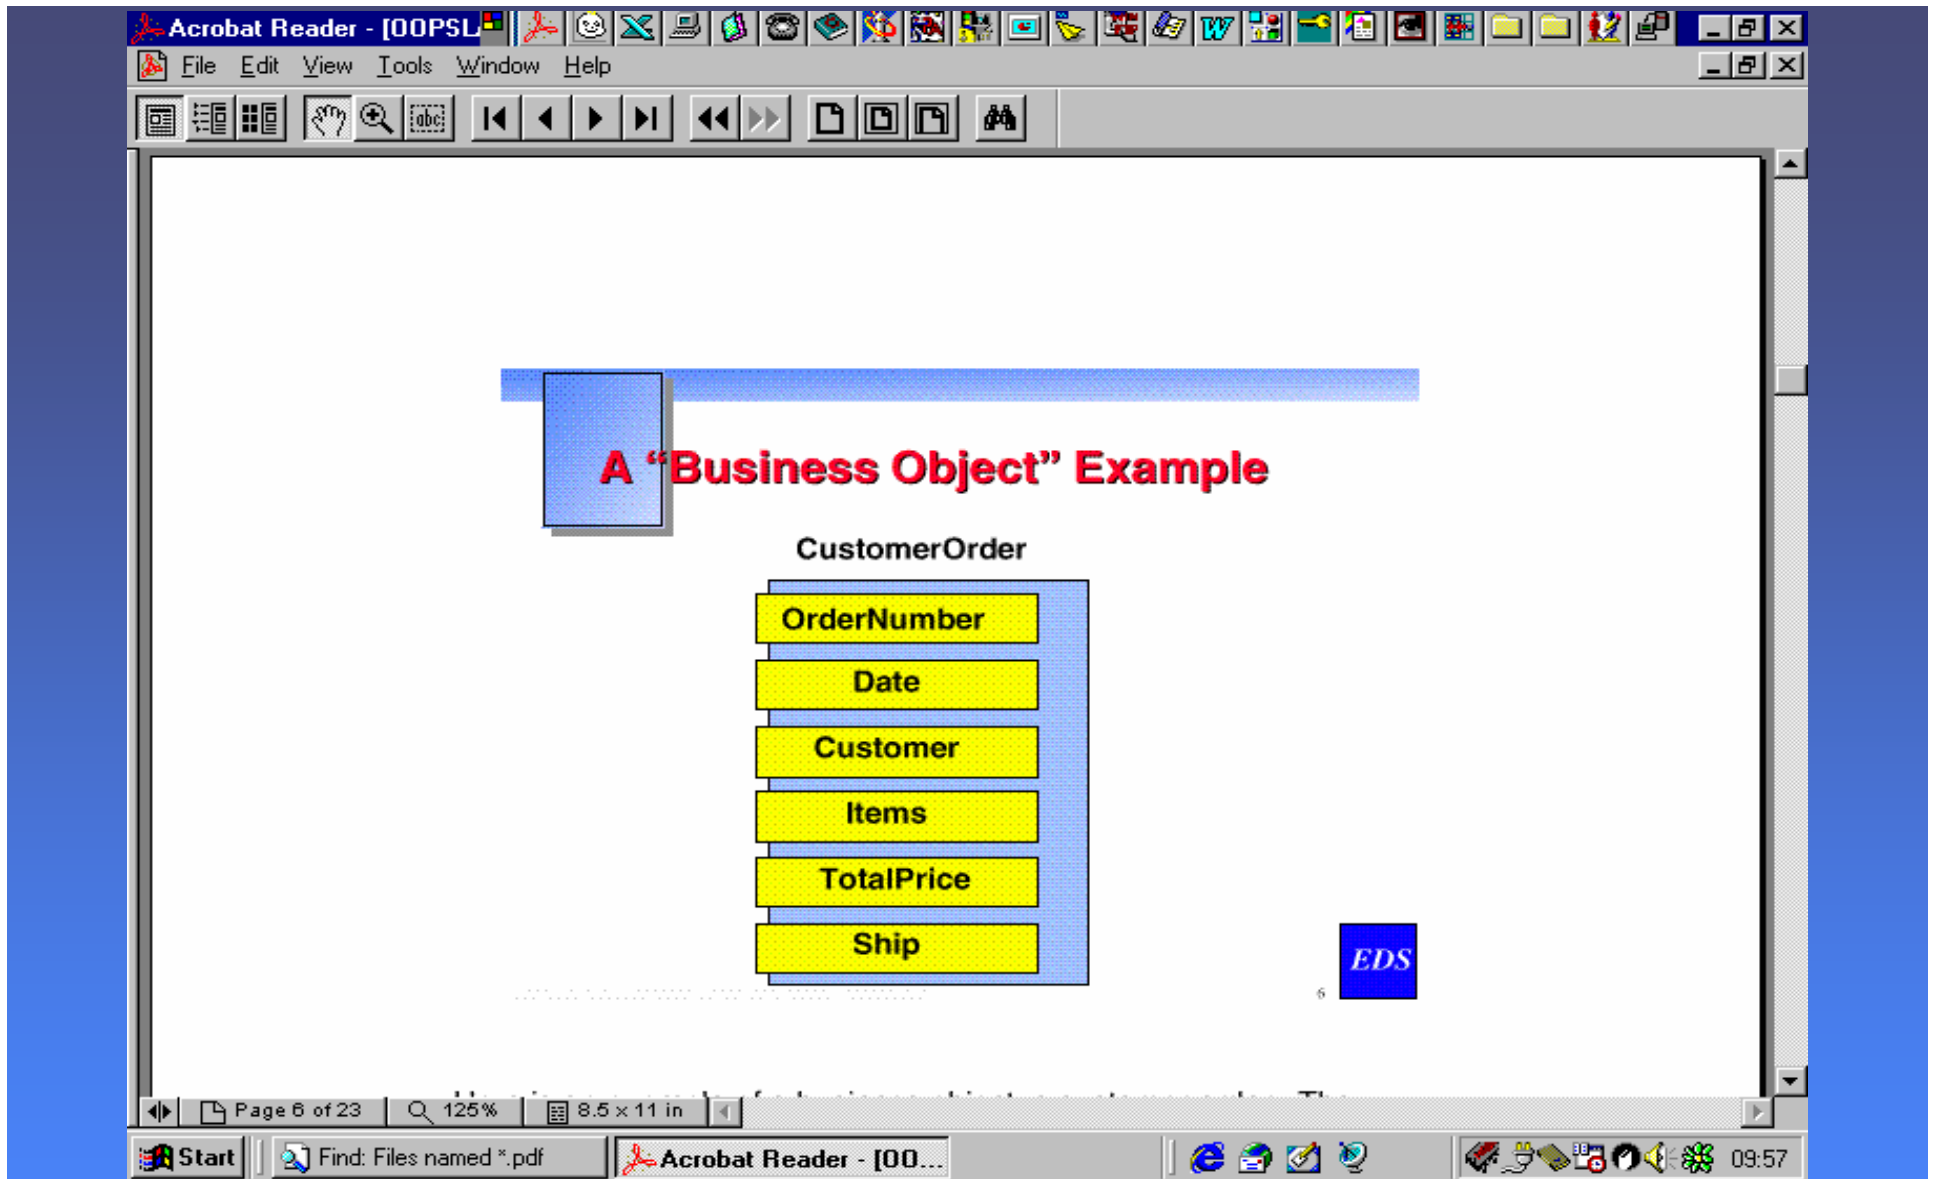 Acrobat Reader - [OOPSL
File Edit View Tools Window Help
abc
A “Business Object” Example
CustomerOrder
OrderNumber
Date
Customer
Items
TotalPrice
Ship
EDS
6
Page 6 of 23
125%
8.5 x 11 in
Start
Find: Files named *.pdf
Acrobat Reader - [OO...
09:57